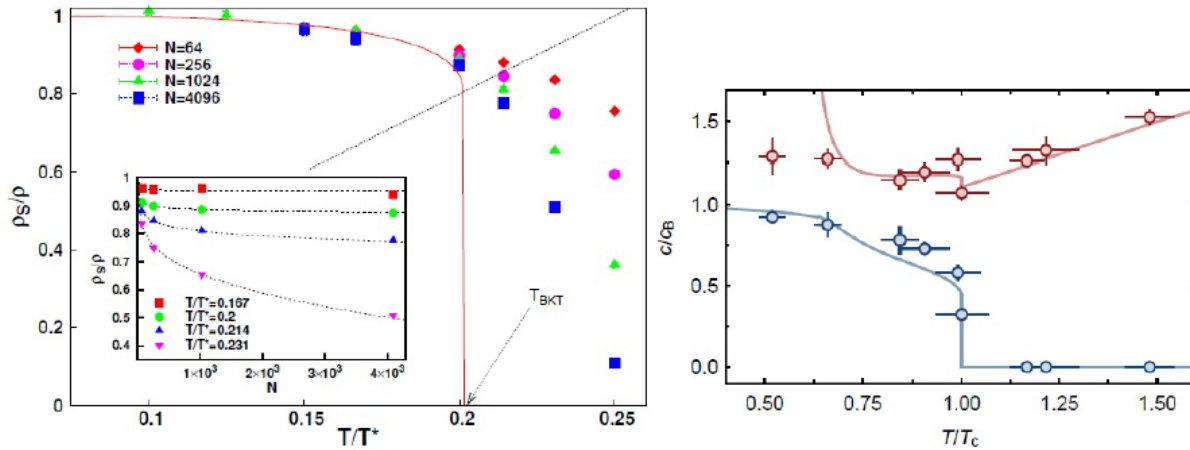 ρS/ρ
1
0.8
0.6
0.4
0.2
0
N=64
N=256
N=1024
N=4096
TBKT
0.1
0.15
0.2
0.25
T/T*
ρS/ρ
1
0.9
0.8
0.7
0.6
0.5
0.4
T/T*=0.167
T/T*=0.2
T/T*=0.214
T/T*=0.231
1×10³
2×10³
3×10³
4×10³
N
c/cB
1.5
1.0
0.5
0.0
0.50
0.75
1.00
1.25
1.50
T/Tc